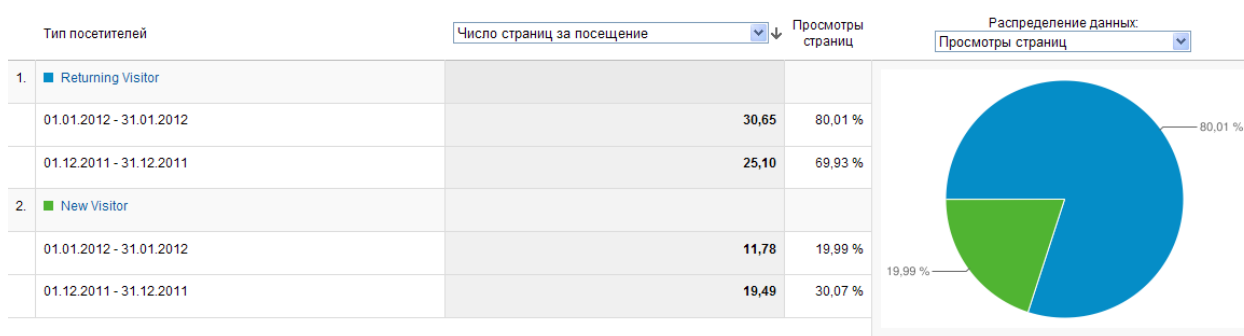 Тип посетителей
Число страниц за посещение
Просмотры
страниц
Распределение данных:
Просмотры страниц
1. Returning Visitor
01.01.2012 - 31.01.2012 30,65 80,01 %
01.12.2011 - 31.12.2011 25,10 69,93 %
2. New Visitor
01.01.2012 - 31.01.2012 11,78 19,99 %
01.12.2011 - 31.12.2011 19,49 30,07 %
80,01 %
19,99 %